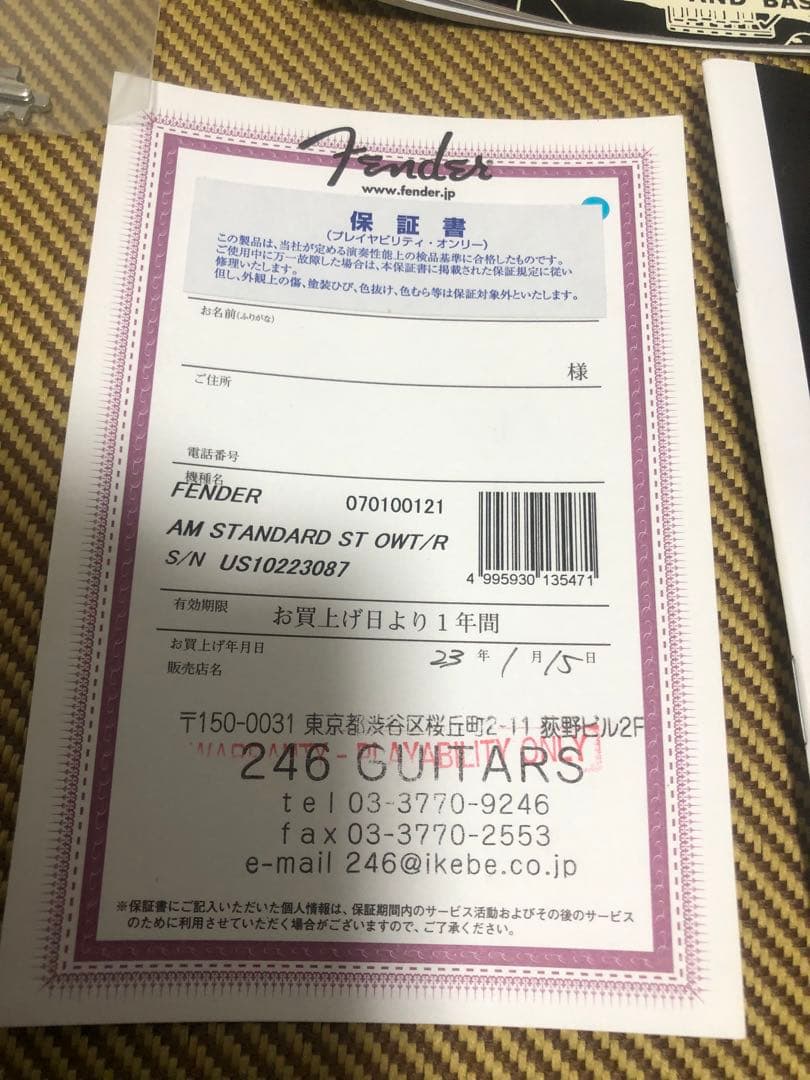 AND BAS
Fender
www.fender.jp
保証書
(プレイヤビリティ・オンリー)
この製品は、当社が定める演奏性能上の検品基準に合格したものです。
ご使用中に万一故障した場合は、本保証書に掲載された保証規定に従い
修理いたします。
但し、外観上の傷、塗装ひび、色抜け、色むら等は保証対象外といたします。
お名前(ふりがな)
様
ご住所
電話番号
機種名
FENDER 070100121
AM STANDARD ST OWT/R
S/N US10223087
4 995930 135471
有効期限 お買上げ日より1年間
お買上げ年月日 23年1月15日
販売店名
〒150-0031 東京都渋谷区桜丘町2-11 荻野ビル2F
WARRANTY - PLAYABILITY ONLY
246 GUITARS
tel 03-3770-9246
fax 03-3770-2553
e-mail 246@ikebe.co.jp
※保証書にご記入いただいた個人情報は、保証期間内のサービス活動およびその後のサービス
のために利用させていただく場合がございますので、ご了承ください。